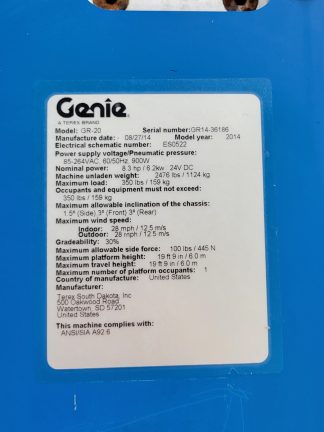 Genie
A TEREX BRAND
Model: GR-20 Serial number: GR14-36186
Manufacture date: 08/27/14 Model year: 2014
Electrical schematic number: ES0522
Power supply voltage/Pneumatic pressure:
85-264VAC, 60/50Hz, 900W
Nominal power: 8.3 hp / 6.2kw 24V DC
Machine unladen weight: 2476 lbs / 1124 kg
Maximum load: 350 lbs / 159 kg
Occupants and equipment must not exceed:
350 lbs / 159 kg
Maximum allowable inclination of the chassis:
1.5º (Side) 3º (Front) 3º (Rear)
Maximum wind speed:
Indoor: 28 mph / 12.5 m/s
Outdoor: 28 mph / 12.5 m/s
Gradeability: 30%
Maximum allowable side force: 100 lbs / 445 N
Maximum platform height: 19 ft 9 in / 6.0 m
Maximum travel height: 19 ft 9 in / 6.0 m
Maximum number of platform occupants: 1
Country of manufacture: United States
Manufacturer:
Terex South Dakota, Inc
500 Oakwood Road
Watertown, SD 57201
United States
This machine complies with:
ANSI/SIA A92.6